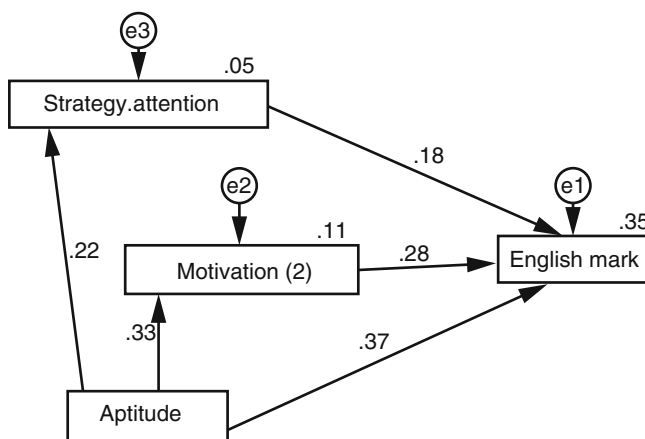 e3
.05
Strategy.attention
.18
e2
e1
.11
.35
.22
Motivation (2)
.28
English mark
.33
.37
Aptitude